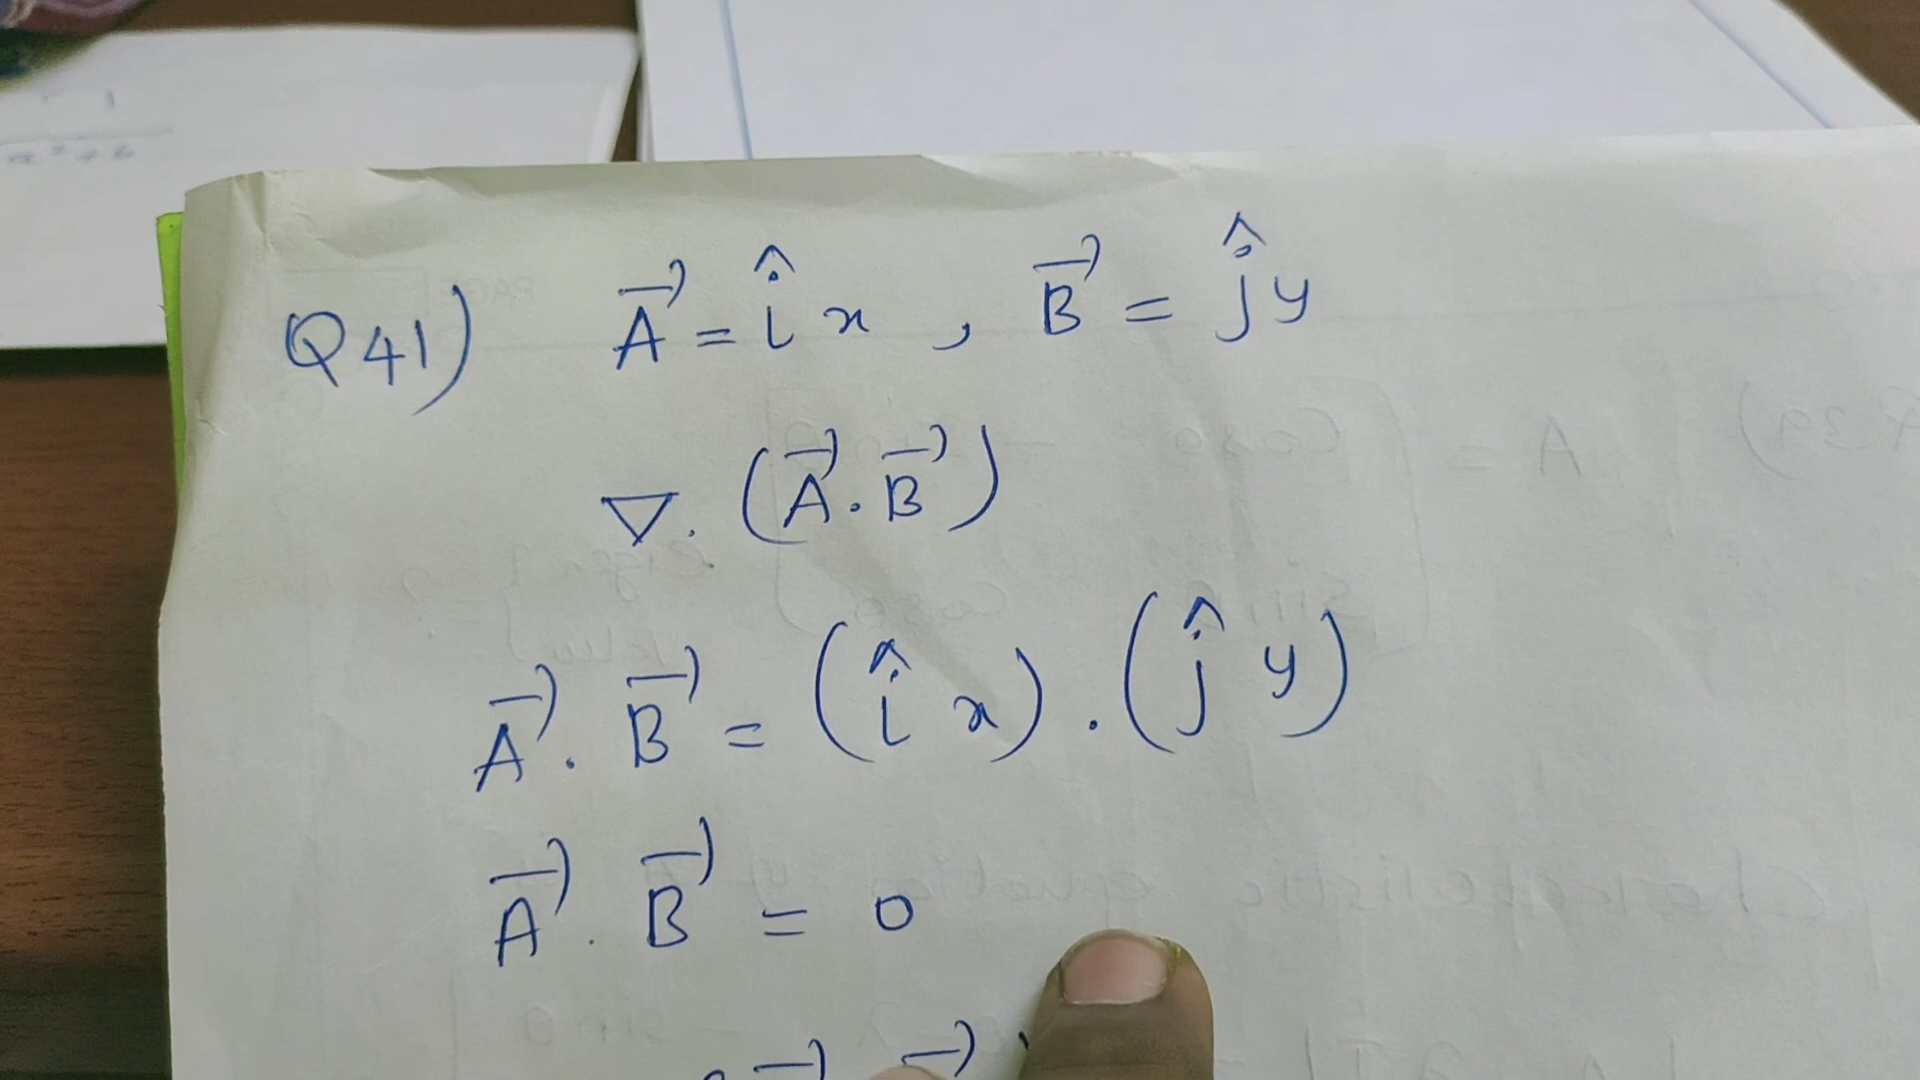 Q41) A⃗ = î x , B⃗ = ĵ y
∇ . (A⃗ . B⃗)
A⃗ . B⃗ = (î x) . (ĵ y)
A⃗ . B⃗ = 0